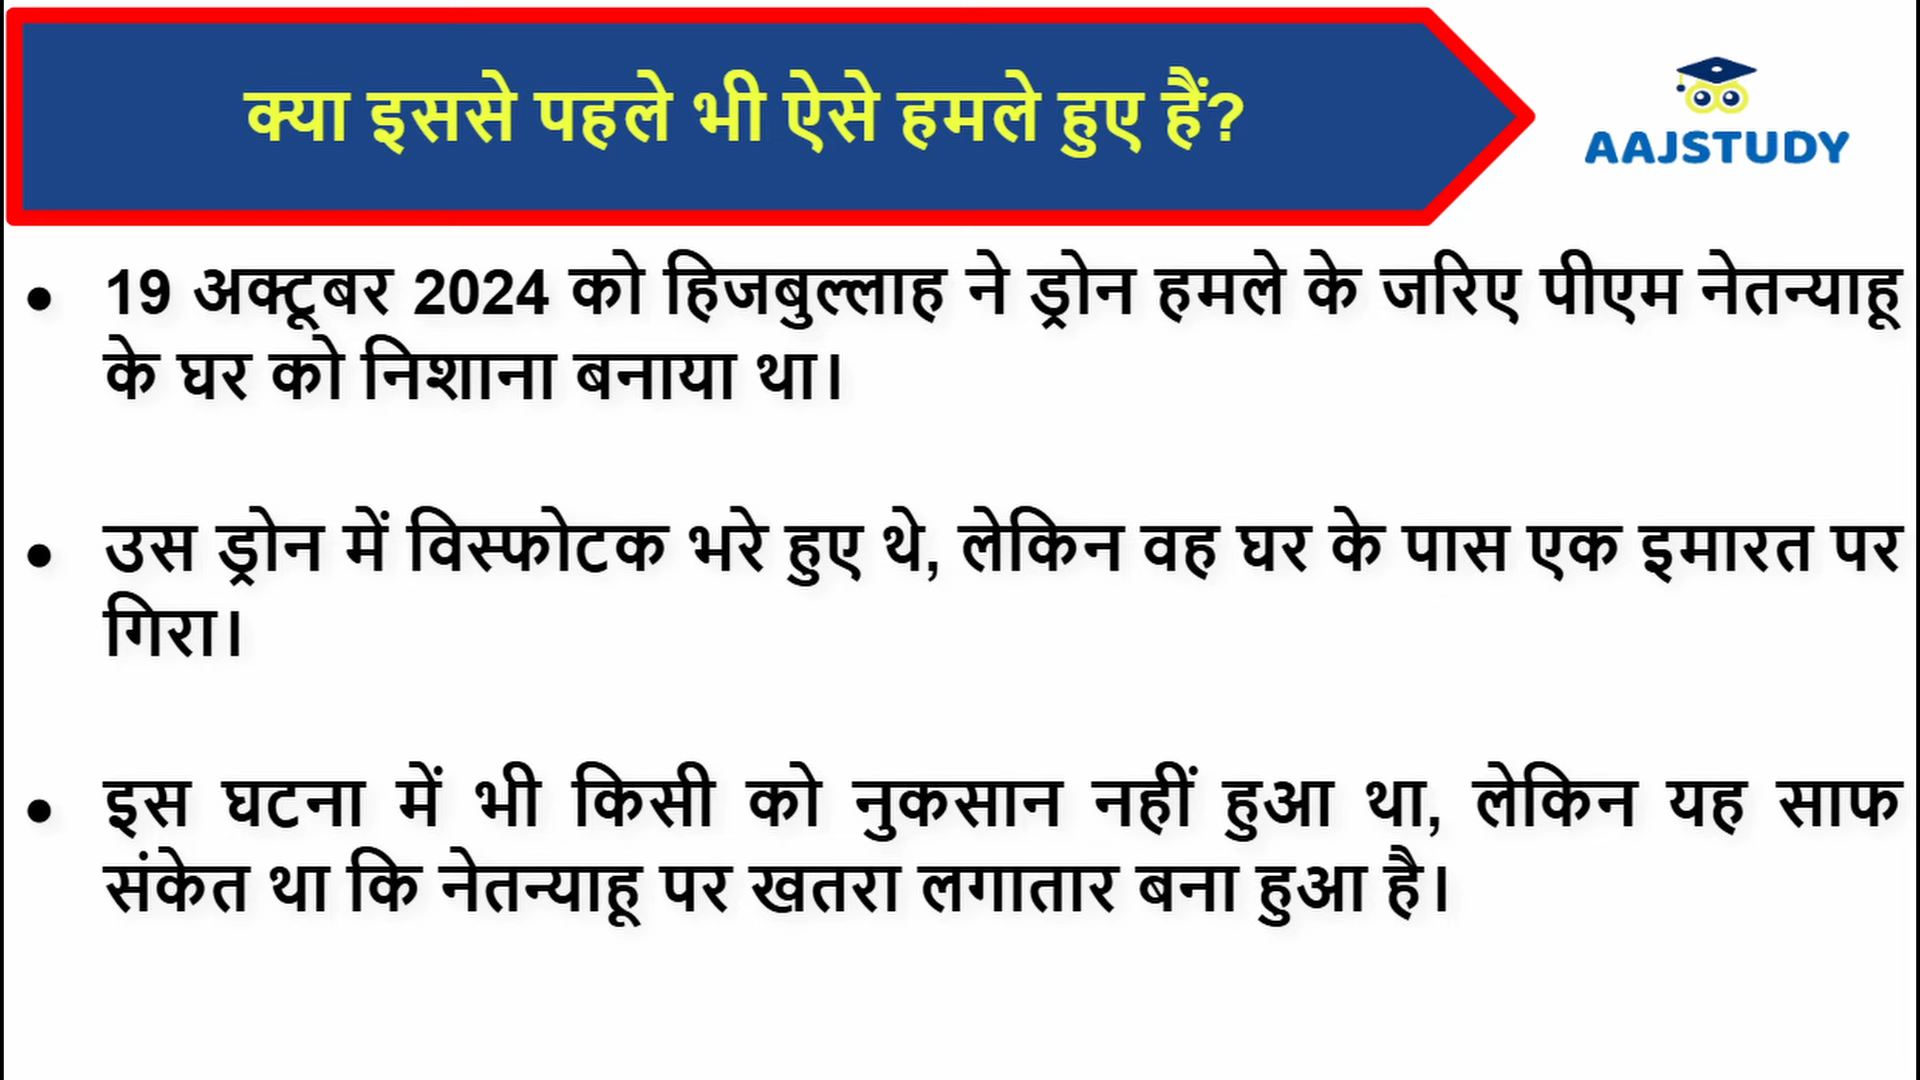 क्या इससे पहले भी ऐसे हमले हुए हैं?
AAJSTUDY
• 19 अक्टूबर 2024 को हिजबुल्लाह ने ड्रोन हमले के जरिए पीएम नेतन्याहू
के घर को निशाना बनाया था।
• उस ड्रोन में विस्फोटक भरे हुए थे, लेकिन वह घर के पास एक इमारत पर
गिरा।
• इस घटना में भी किसी को नुकसान नहीं हुआ था, लेकिन यह साफ
संकेत था कि नेतन्याहू पर खतरा लगातार बना हुआ है।